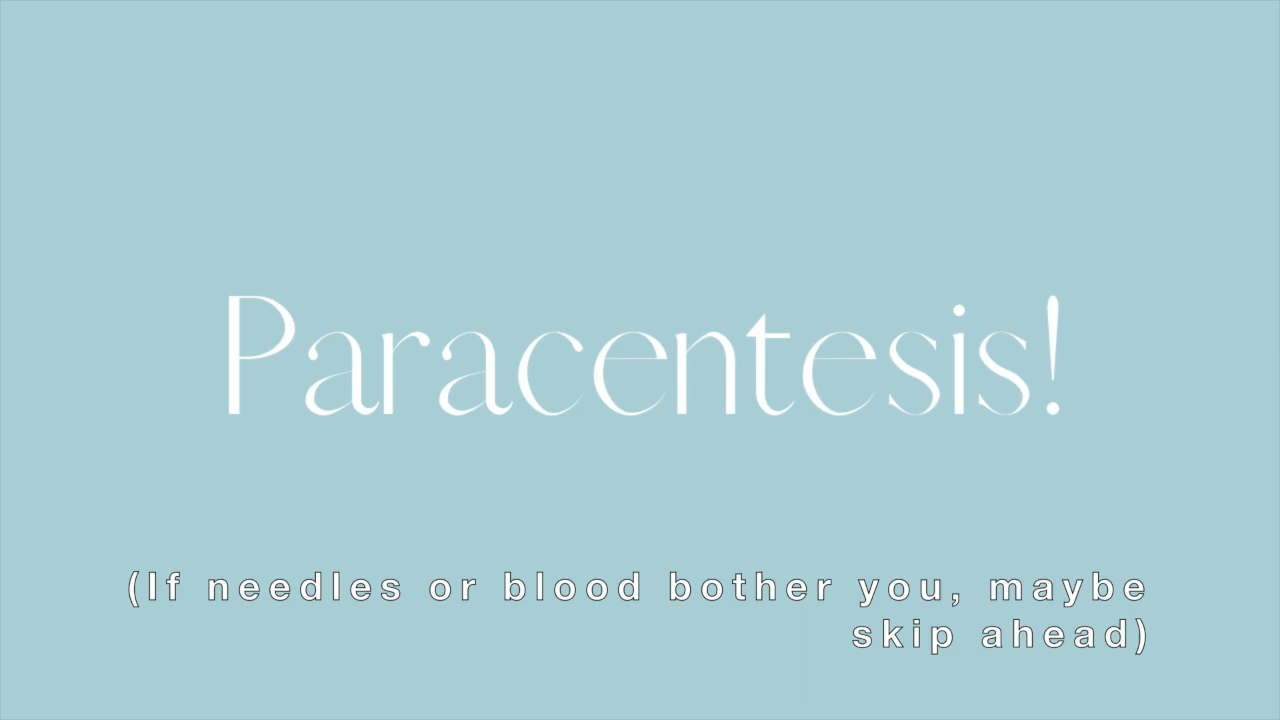 Paracentesis!
(If needles or blood bother you, maybe
skip ahead)